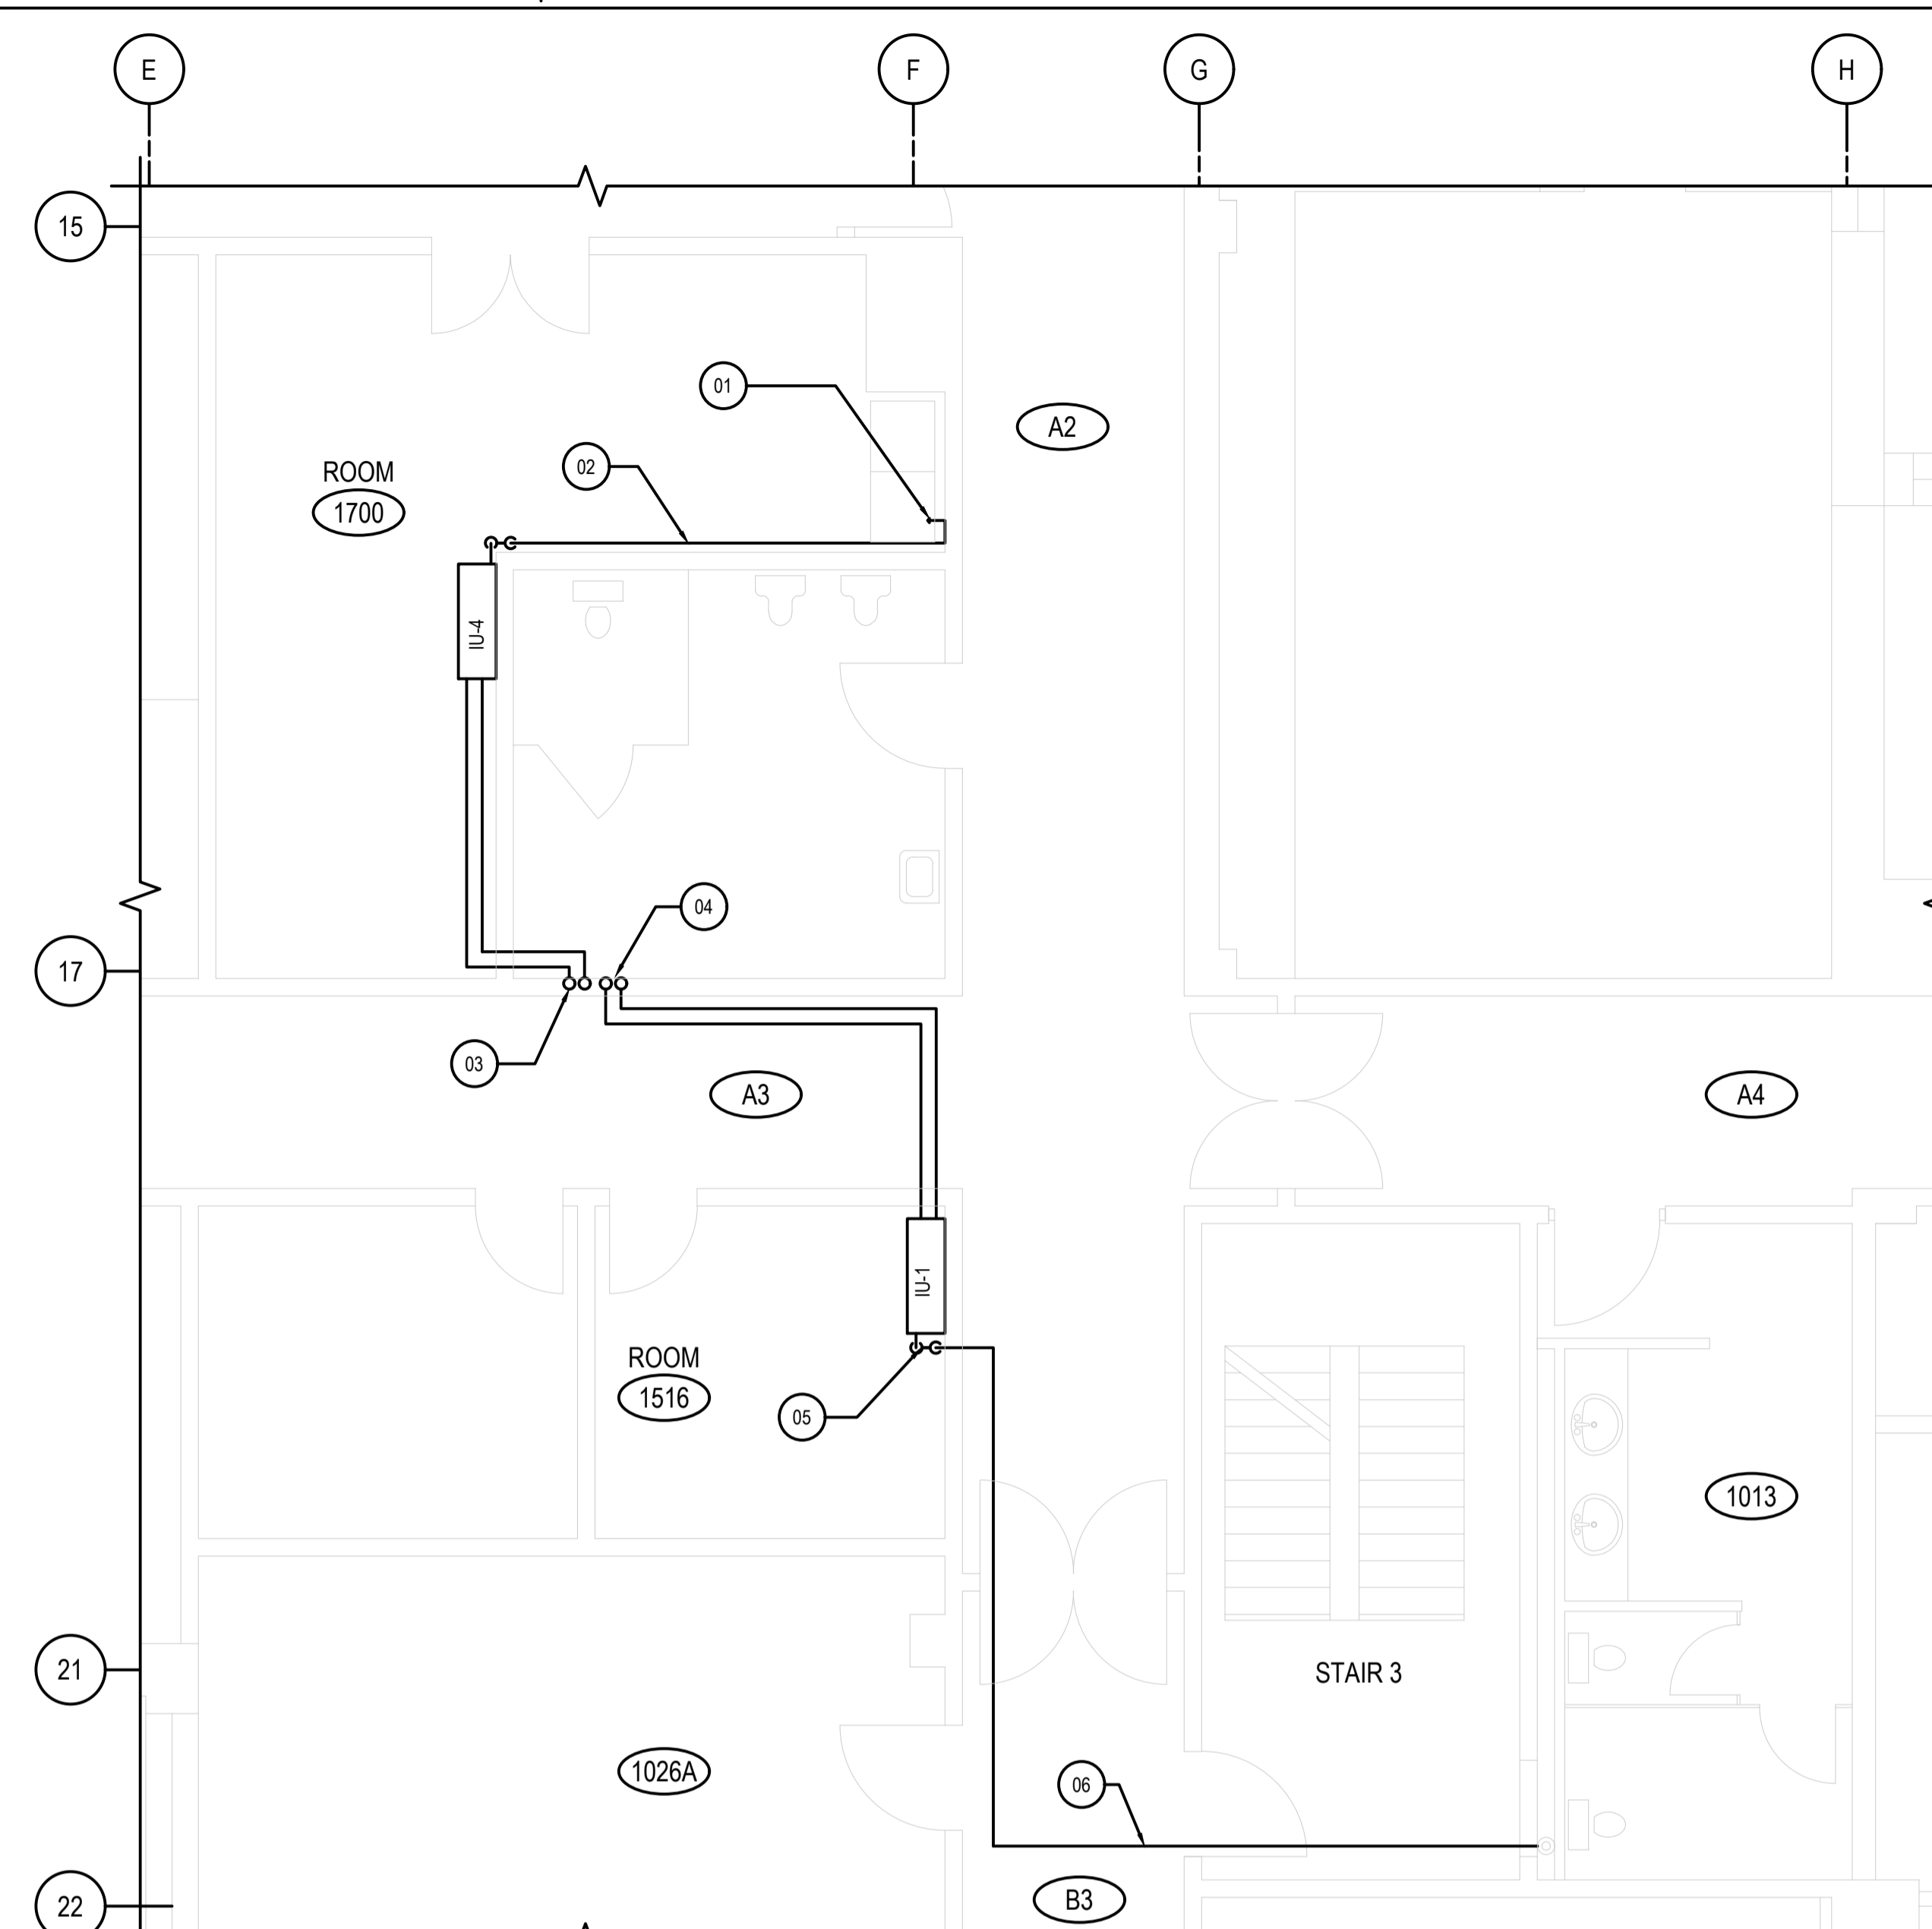 E
F
G
H
15
01
A2
02
ROOM
1700
IU-4
04
17
03
A3
A4
IU-1
ROOM
1516
05
1013
21
STAIR 3
1026A
06
B3
22